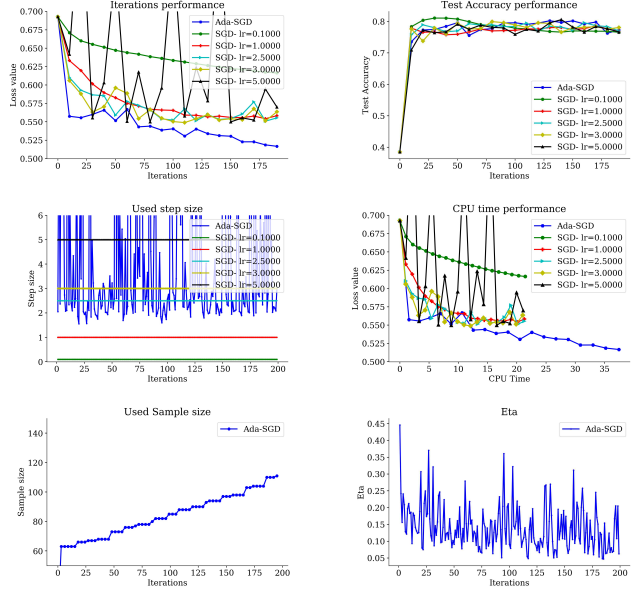 Iterations performance
0.700
0.675
0.650
0.625
0.600
0.575
0.550
0.525
0.500
Loss value
0
25
50
75
100
125
150
175
Iterations
Ada-SGD
SGD- lr=0.1000
SGD- lr=1.0000
SGD- lr=2.5000
SGD- lr=3.0000
SGD- lr=5.0000
Test Accuracy performance
0.8
0.7
0.6
0.5
0.4
Test Accuracy
0
25
50
75
100
125
150
175
Iterations
Ada-SGD
SGD- lr=0.1000
SGD- lr=1.0000
SGD- lr=2.5000
SGD- lr=3.0000
SGD- lr=5.0000
Used step size
6
5
4
3
2
1
0
Step size
0
25
50
75
100
125
150
175
200
Iterations
Ada-SGD
SGD- lr=0.1000
SGD- lr=1.0000
SGD- lr=2.5000
SGD- lr=3.0000
SGD- lr=5.0000
CPU time performance
0.700
0.675
0.650
0.625
0.600
0.575
0.550
0.525
0.500
Loss value
0
5
10
15
20
25
30
35
CPU Time
Ada-SGD
SGD- lr=0.1000
SGD- lr=1.0000
SGD- lr=2.5000
SGD- lr=3.0000
SGD- lr=5.0000
Used Sample size
140
120
100
80
60
Sample size
0
25
50
75
100
125
150
175
200
Iterations
Ada-SGD
Eta
0.45
0.40
0.35
0.30
0.25
0.20
0.15
0.10
0.05
Eta
0
25
50
75
100
125
150
175
200
Iterations
Ada-SGD